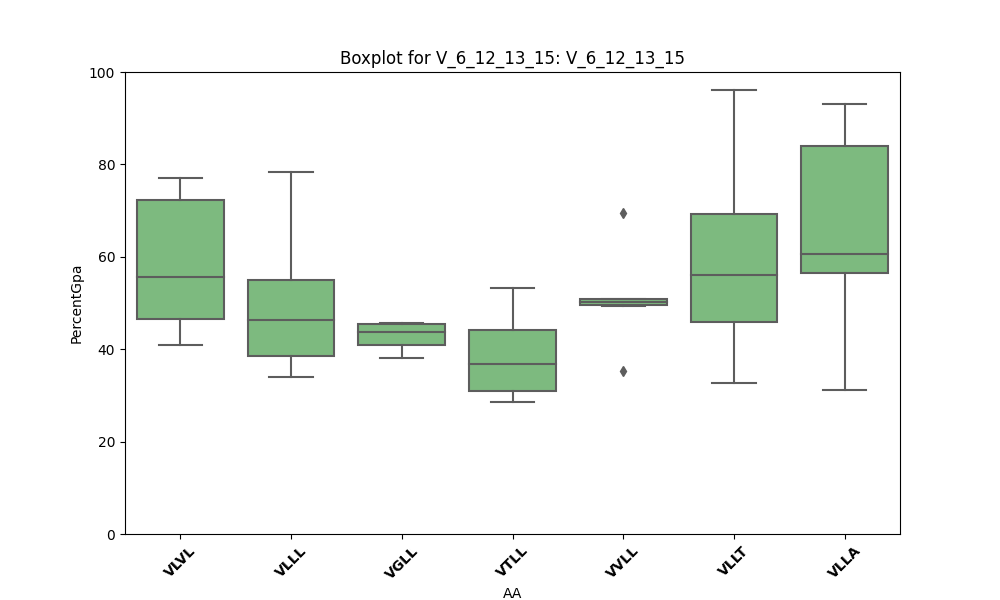 Boxplot for V_6_12_13_15: V_6_12_13_15
100
80
60
40
20
0
PercentGpa
VLVL
VLLL
VGLL
VTLL
VVLL
VLLT
VLLA
AA